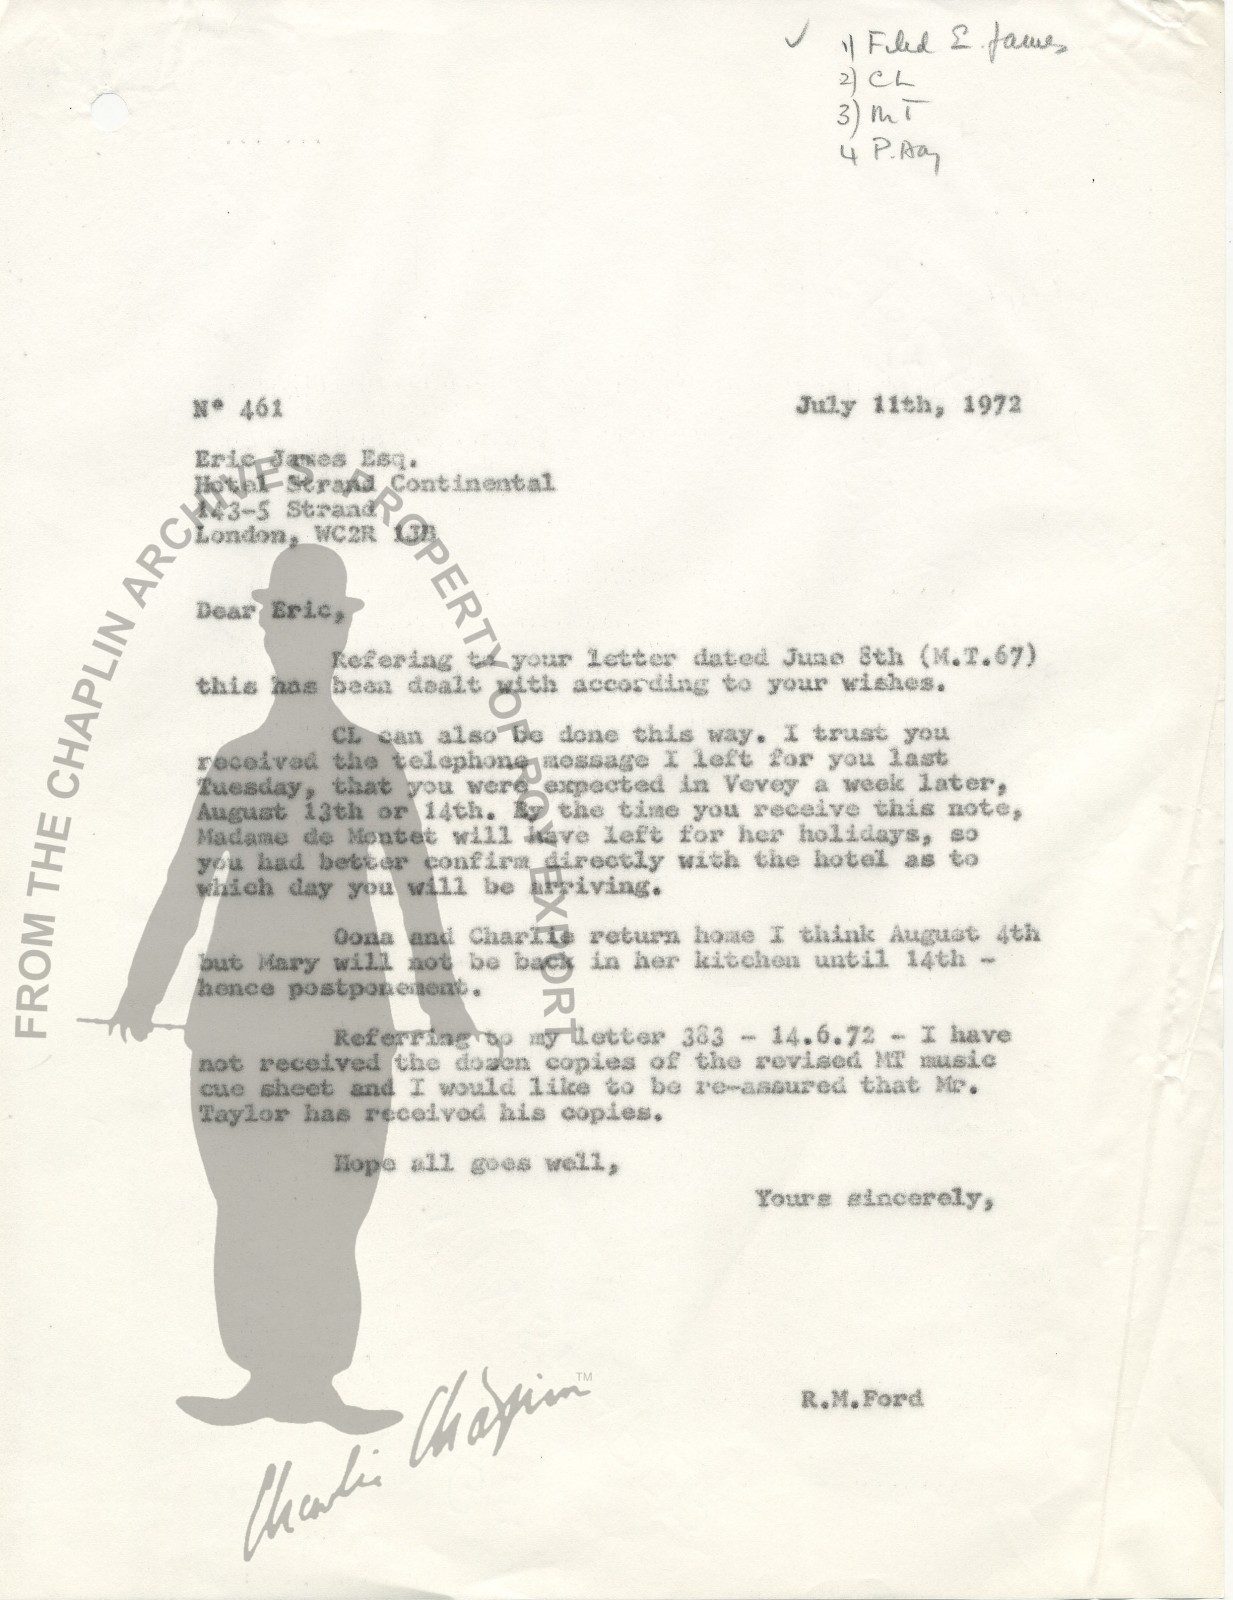 ✓ 1) Filed E. James
2) CL
3) MT
4 P. Day
N° 461
July 11th, 1972
Eric James Esq.
Hotel Strand Continental
143-5 Strand
London, WC2R 1JB
Dear Eric,
Refering to your letter dated June 8th (M.T.67)
this has been dealt with according to your wishes.
CL can also be done this way. I trust you
received the telephone message I left for you last
Tuesday, that you were expected in Vevey a week later,
August 13th or 14th. By the time you receive this note,
Madame de Montet will have left for her holidays, so
you had better confirm directly with the hotel as to
which day you will be arriving.
Oona and Charlie return home I think August 4th
but Mary will not be back in her kitchen until 14th -
hence postponement.
Referring to my letter 383 - 14.6.72 - I have
not received the dozen copies of the revised MT music
cue sheet and I would like to be re-assured that Mr.
Taylor has received his copies.
Hope all goes well,
Yours sincerely,
R.M.Ford
FROM THE CHAPLIN ARCHIVES PROPERTY OF ROY EXPORT
Charlie Chaplin™